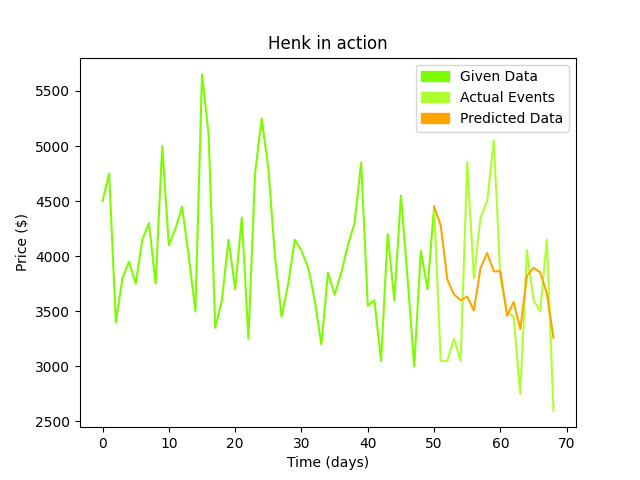 Henk in action
Given Data
Actual Events
Predicted Data
Price ($)
5500
5000
4500
4000
3500
3000
2500
0 10 20 30 40 50 60 70
Time (days)